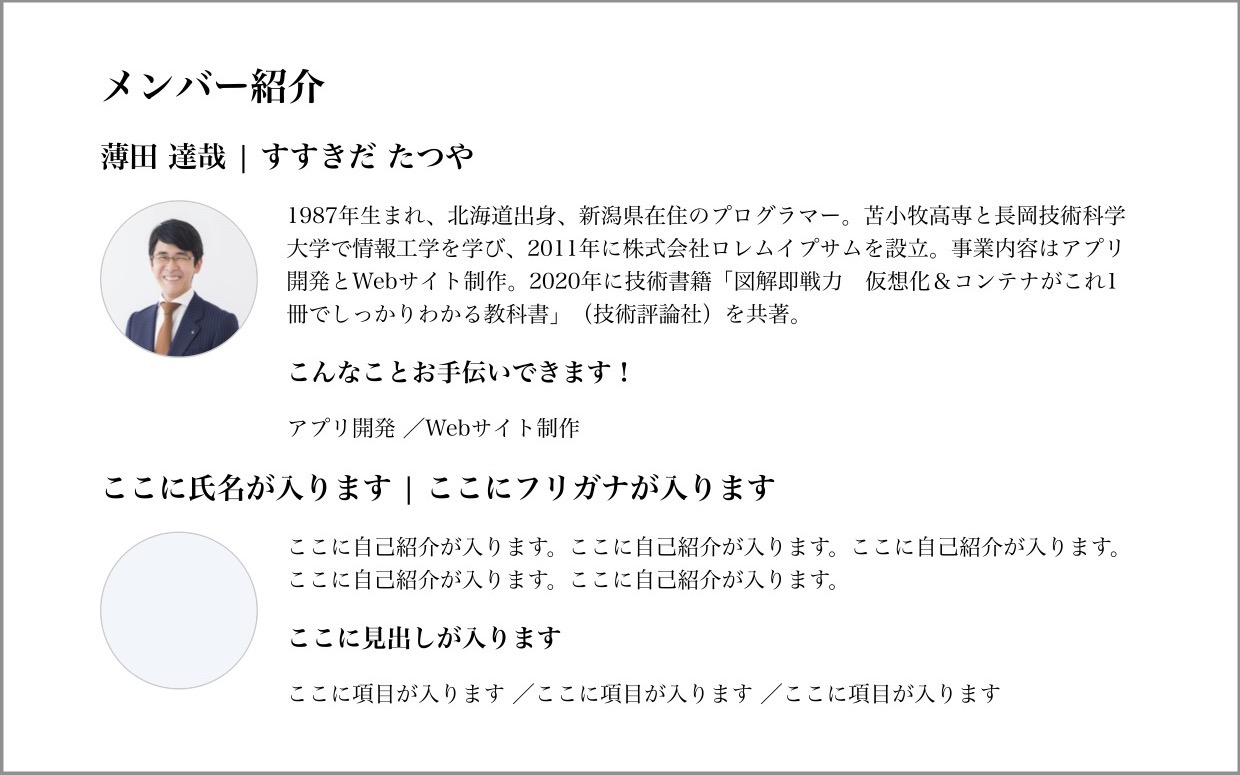 メンバー紹介
薄田 達哉 | すすきだ たつや
1987年生まれ、北海道出身、新潟県在住のプログラマー。苫小牧高専と長岡技術科学
大学で情報工学を学び、2011年に株式会社ロレムイプサムを設立。事業内容はアプリ
開発とWebサイト制作。2020年に技術書籍「図解即戦力　仮想化＆コンテナがこれ1
冊でしっかりわかる教科書」（技術評論社）を共著。
こんなことお手伝いできます！
アプリ開発 ／Webサイト制作
ここに氏名が入ります | ここにフリガナが入ります
ここに自己紹介が入ります。ここに自己紹介が入ります。ここに自己紹介が入ります。
ここに自己紹介が入ります。ここに自己紹介が入ります。
ここに見出しが入ります
ここに項目が入ります ／ここに項目が入ります ／ここに項目が入ります